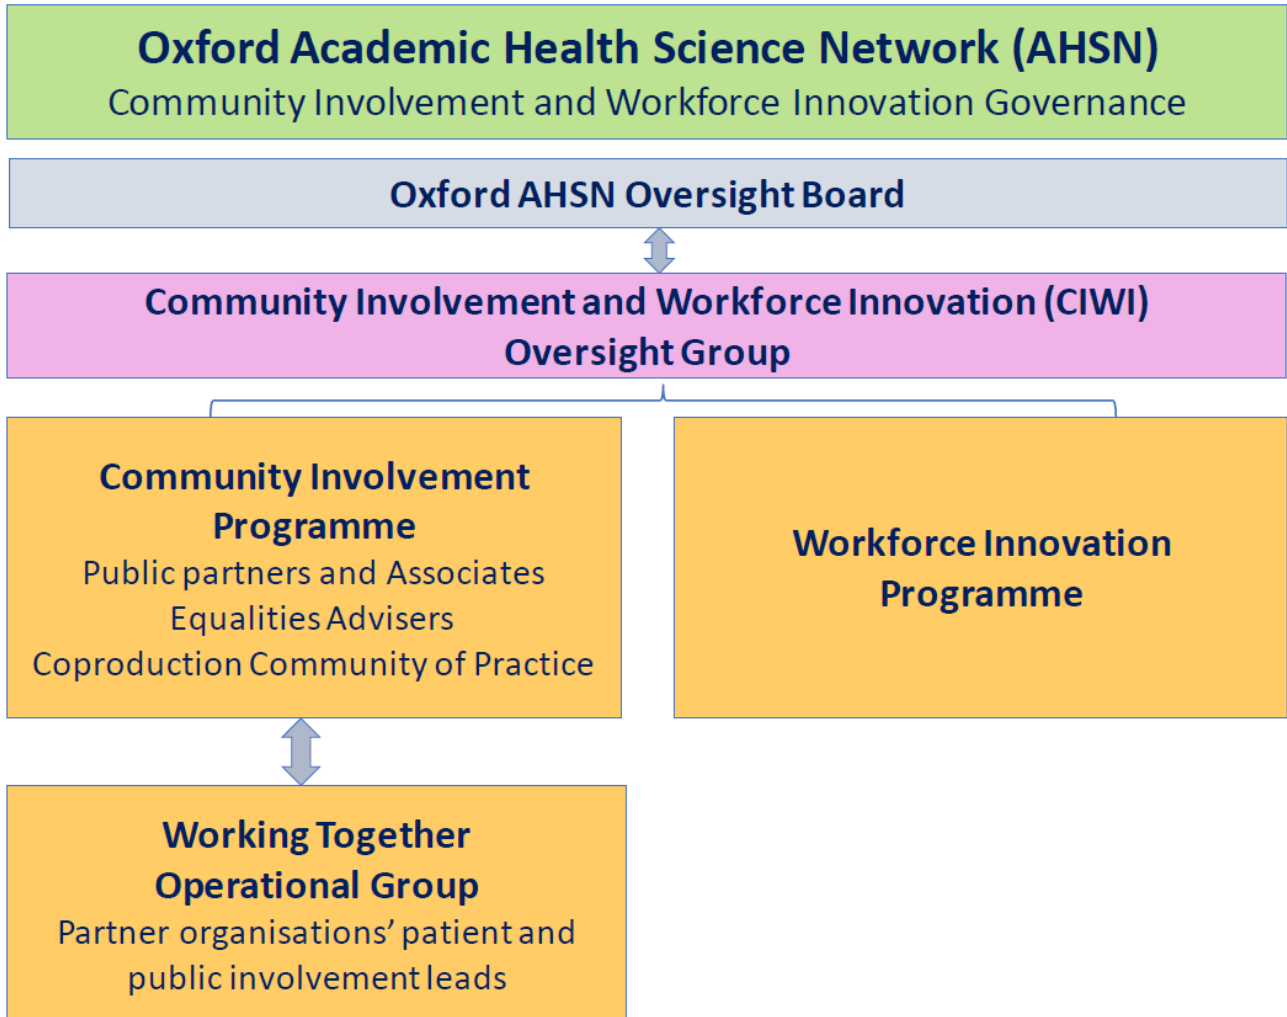 Oxford Academic Health Science Network (AHSN)
Community Involvement and Workforce Innovation Governance
Oxford AHSN Oversight Board
Community Involvement and Workforce Innovation (CIWI)
Oversight Group
Community Involvement
Programme
Public partners and Associates
Equalities Advisers
Coproduction Community of Practice
Workforce Innovation
Programme
Working Together
Operational Group
Partner organisations’ patient and
public involvement leads